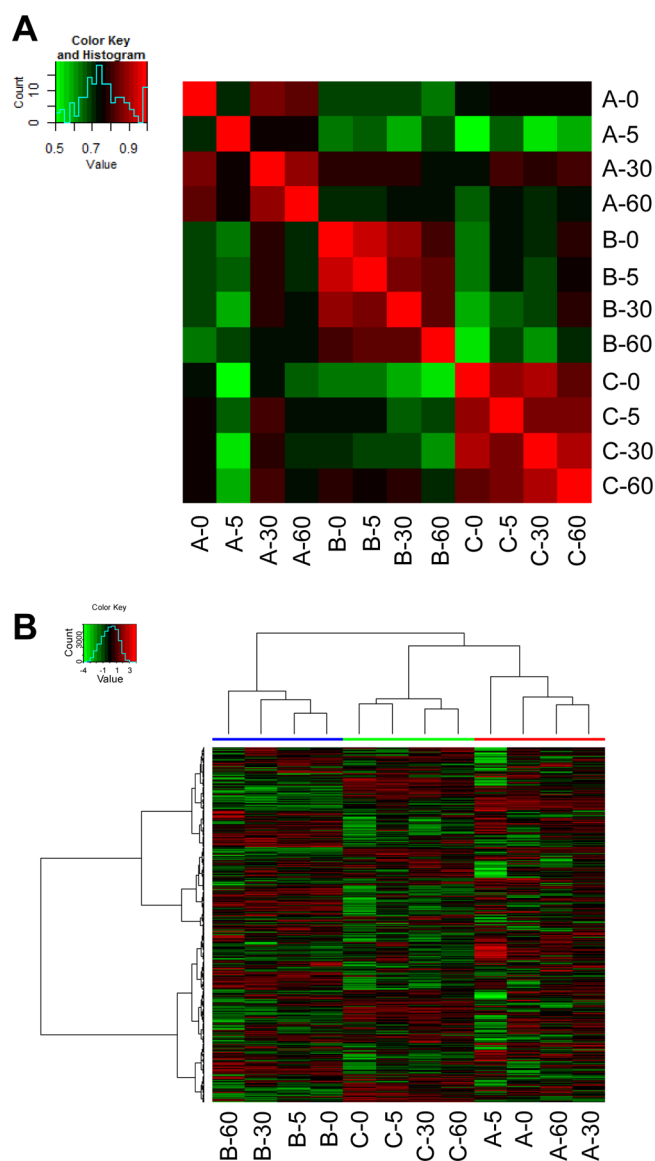 A
Color Key
and Histogram
Count
0 10
0.5 0.7 0.9
Value
A-0
A-5
A-30
A-60
B-0
B-5
B-30
B-60
C-0
C-5
C-30
C-60
A-0 A-5 A-30 A-60 B-0 B-5 B-30 B-60 C-0 C-5 C-30 C-60
B
Color Key
Count
0 3000
-4 -1 1 3
Value
B-60 B-30 B-5 B-0 C-0 C-5 C-30 C-60 A-5 A-0 A-60 A-30